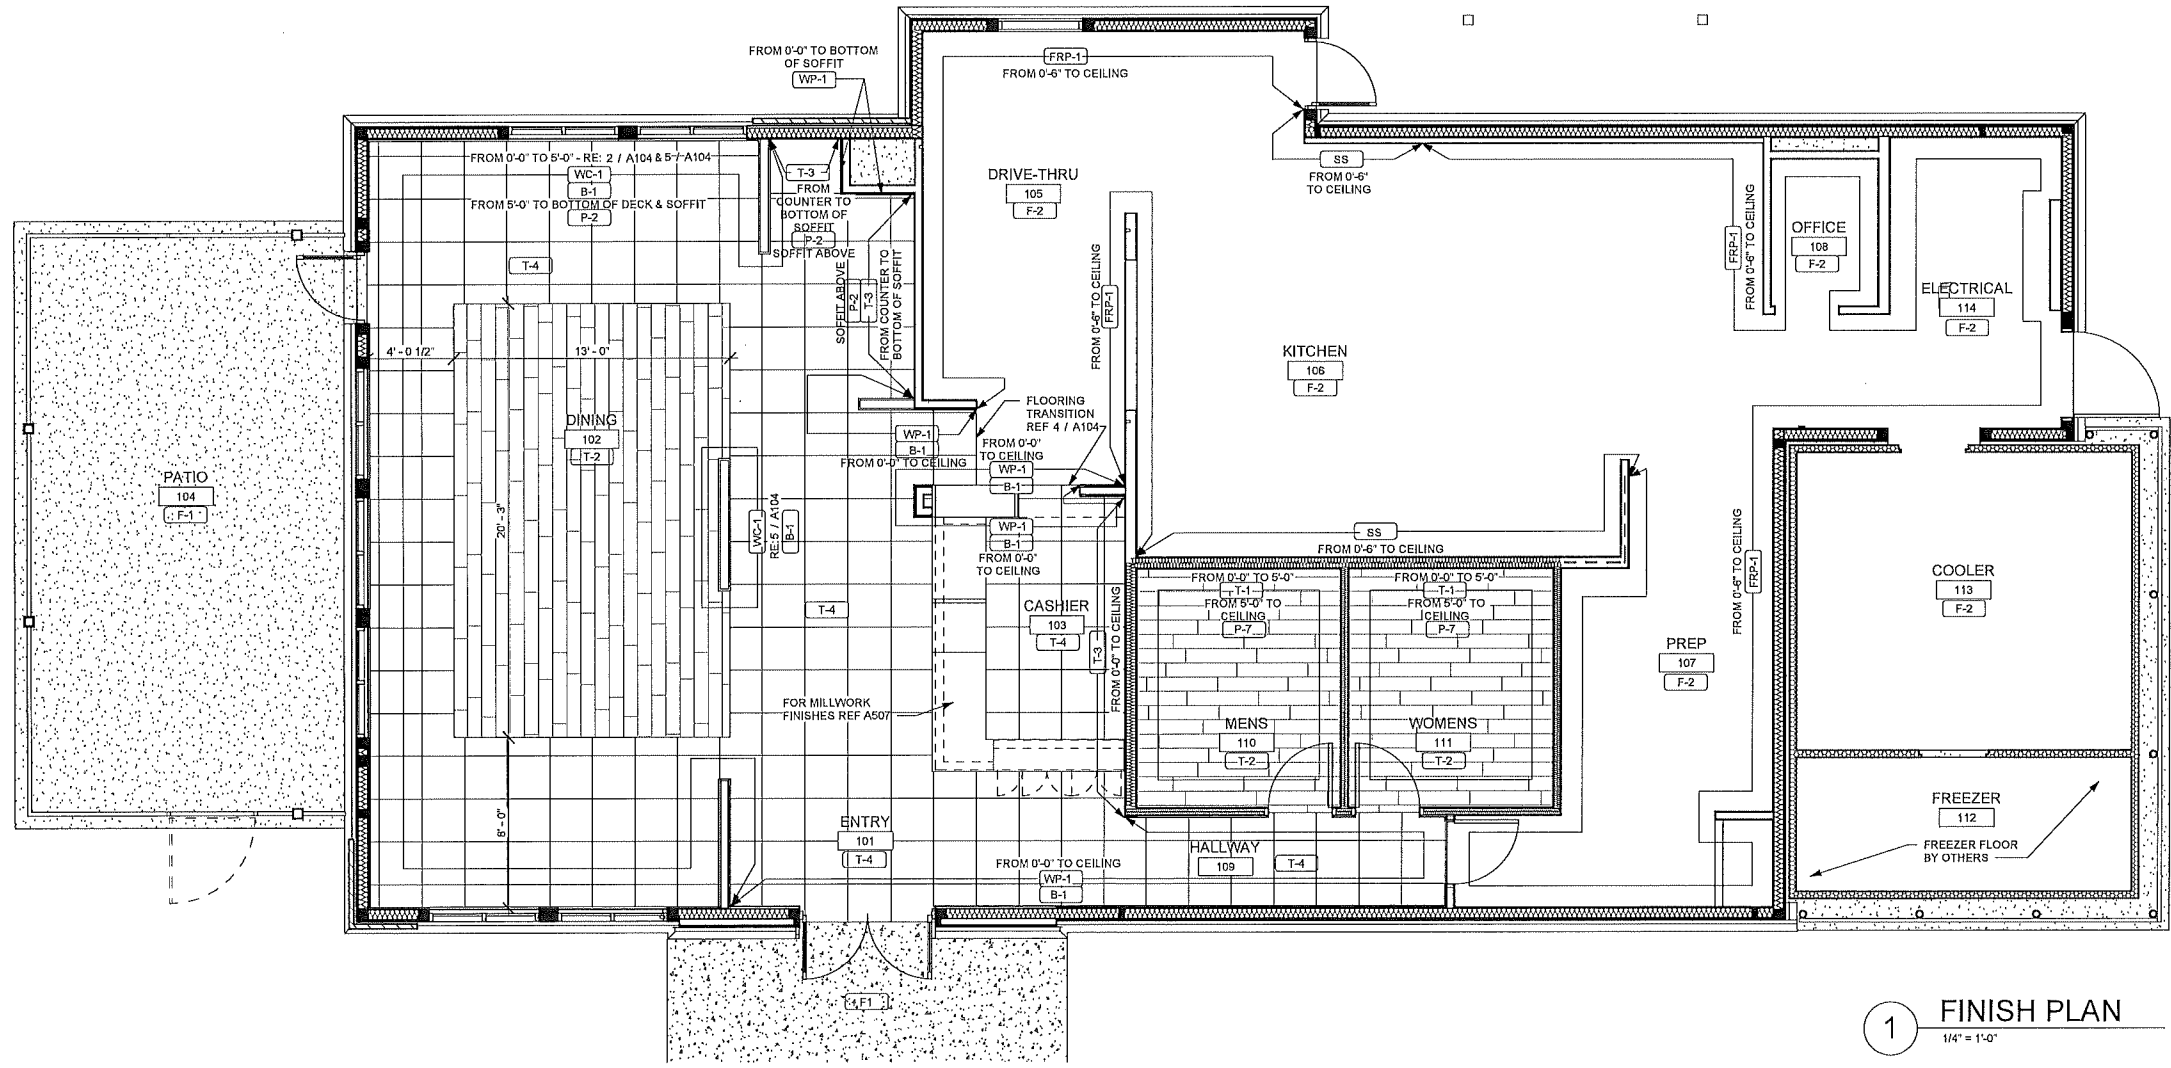 FROM 0'-0" TO BOTTOM
OF SOFFIT
WP-1
FRP-1
FROM 0'-6" TO CEILING
FROM 0'-0" TO 5'-0" - RE: 2 / A104 & 5 / A104
WC-1
B-1
FROM 5'-0" TO BOTTOM OF DECK & SOFFIT
P-2
T-3
FROM
COUNTER TO
BOTTOM OF
SOFFIT
P-2
SOFFIT ABOVE
SOFFIT ABOVE
P-2
T-3
FROM COUNTER TO
BOTTOM OF SOFFIT
DRIVE-THRU
105
F-2
SS
FROM 0'-6"
TO CEILING
FRP-1
FROM 0'-6" TO CEILING
OFFICE
108
F-2
ELECTRICAL
114
F-2
FROM 0'-6" TO CEILING
FRP-1
T-4
4' - 0 1/2"
13' - 0"
KITCHEN
106
F-2
DINING
102
T-2
FLOORING
TRANSITION
REF 4 / A104
WP-1
B-1
FROM 0'-0" TO CEILING
FROM 0'-0"
TO CEILING
WP-1
B-1
PATIO
104
F-1
20' - 3"
WC-1
RE: 5 / A104
B-1
WP-1
B-1
FROM 0'-0"
TO CEILING
SS
FROM 0'-6" TO CEILING
FROM 0'-6" TO CEILING
FRP-1
COOLER
113
F-2
T-4
CASHIER
103
T-4
T-3
FROM 0'-0" TO CEILING
FROM 0'-0" TO 5'-0"
T-1
FROM 5'-0" TO
CEILING
P-7
FROM 0'-0" TO 5'-0"
T-1
FROM 5'-0" TO
CEILING
P-7
PREP
107
F-2
FOR MILLWORK
FINISHES REF A507
MENS
110
T-2
WOMENS
111
T-2
8' - 0"
ENTRY
101
T-4
FROM 0'-0" TO CEILING
WP-1
B-1
HALLWAY
109
T-4
FREEZER
112
FREEZER FLOOR
BY OTHERS
F1
1
FINISH PLAN
1/4" = 1'-0"